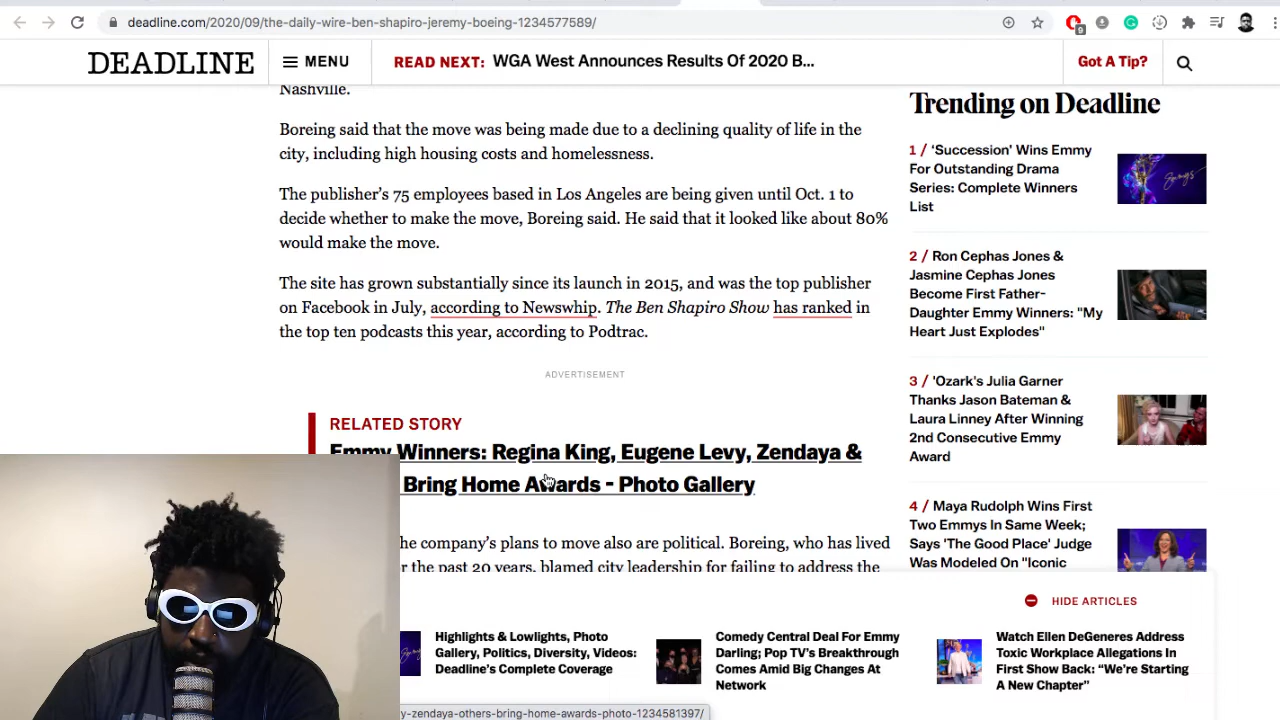 deadline.com/2020/09/the-daily-wire-ben-shapiro-jeremy-boeing-1234577589/
9
DEADLINE
MENU
READ NEXT: WGA West Announces Results Of 2020 B...
Got A Tip?
Nashville.
Boreing said that the move was being made due to a declining quality of life in the
city, including high housing costs and homelessness.
The publisher's 75 employees based in Los Angeles are being given until Oct. 1 to
decide whether to make the move, Boreing said. He said that it looked like about 80%
would make the move.
The site has grown substantially since its launch in 2015, and was the top publisher
on Facebook in July, according to Newswhip. The Ben Shapiro Show has ranked in
the top ten podcasts this year, according to Podtrac.
ADVERTISEMENT
RELATED STORY
Emmy Winners: Regina King, Eugene Levy, Zendaya &
Bring Home Awards - Photo Gallery
he company's plans to move also are political. Boreing, who has lived
r the past 20 years, blamed city leadership for failing to address the
Trending on Deadline
1 / 'Succession' Wins Emmy
For Outstanding Drama
Series: Complete Winners
List
2 / Ron Cephas Jones &
Jasmine Cephas Jones
Become First Father-
Daughter Emmy Winners: "My
Heart Just Explodes"
3 / 'Ozark's Julia Garner
Thanks Jason Bateman &
Laura Linney After Winning
2nd Consecutive Emmy
Award
4 / Maya Rudolph Wins First
Two Emmys In Same Week;
Says 'The Good Place' Judge
Was Modeled On "Iconic
HIDE ARTICLES
Highlights & Lowlights, Photo
Gallery, Politics, Diversity, Videos:
Deadline's Complete Coverage
Comedy Central Deal For Emmy
Darling; Pop TV's Breakthrough
Comes Amid Big Changes At
Network
Watch Ellen DeGeneres Address
Toxic Workplace Allegations In
First Show Back: "We're Starting
A New Chapter"
y-zendaya-others-bring-home-awards-photo-1234581397/